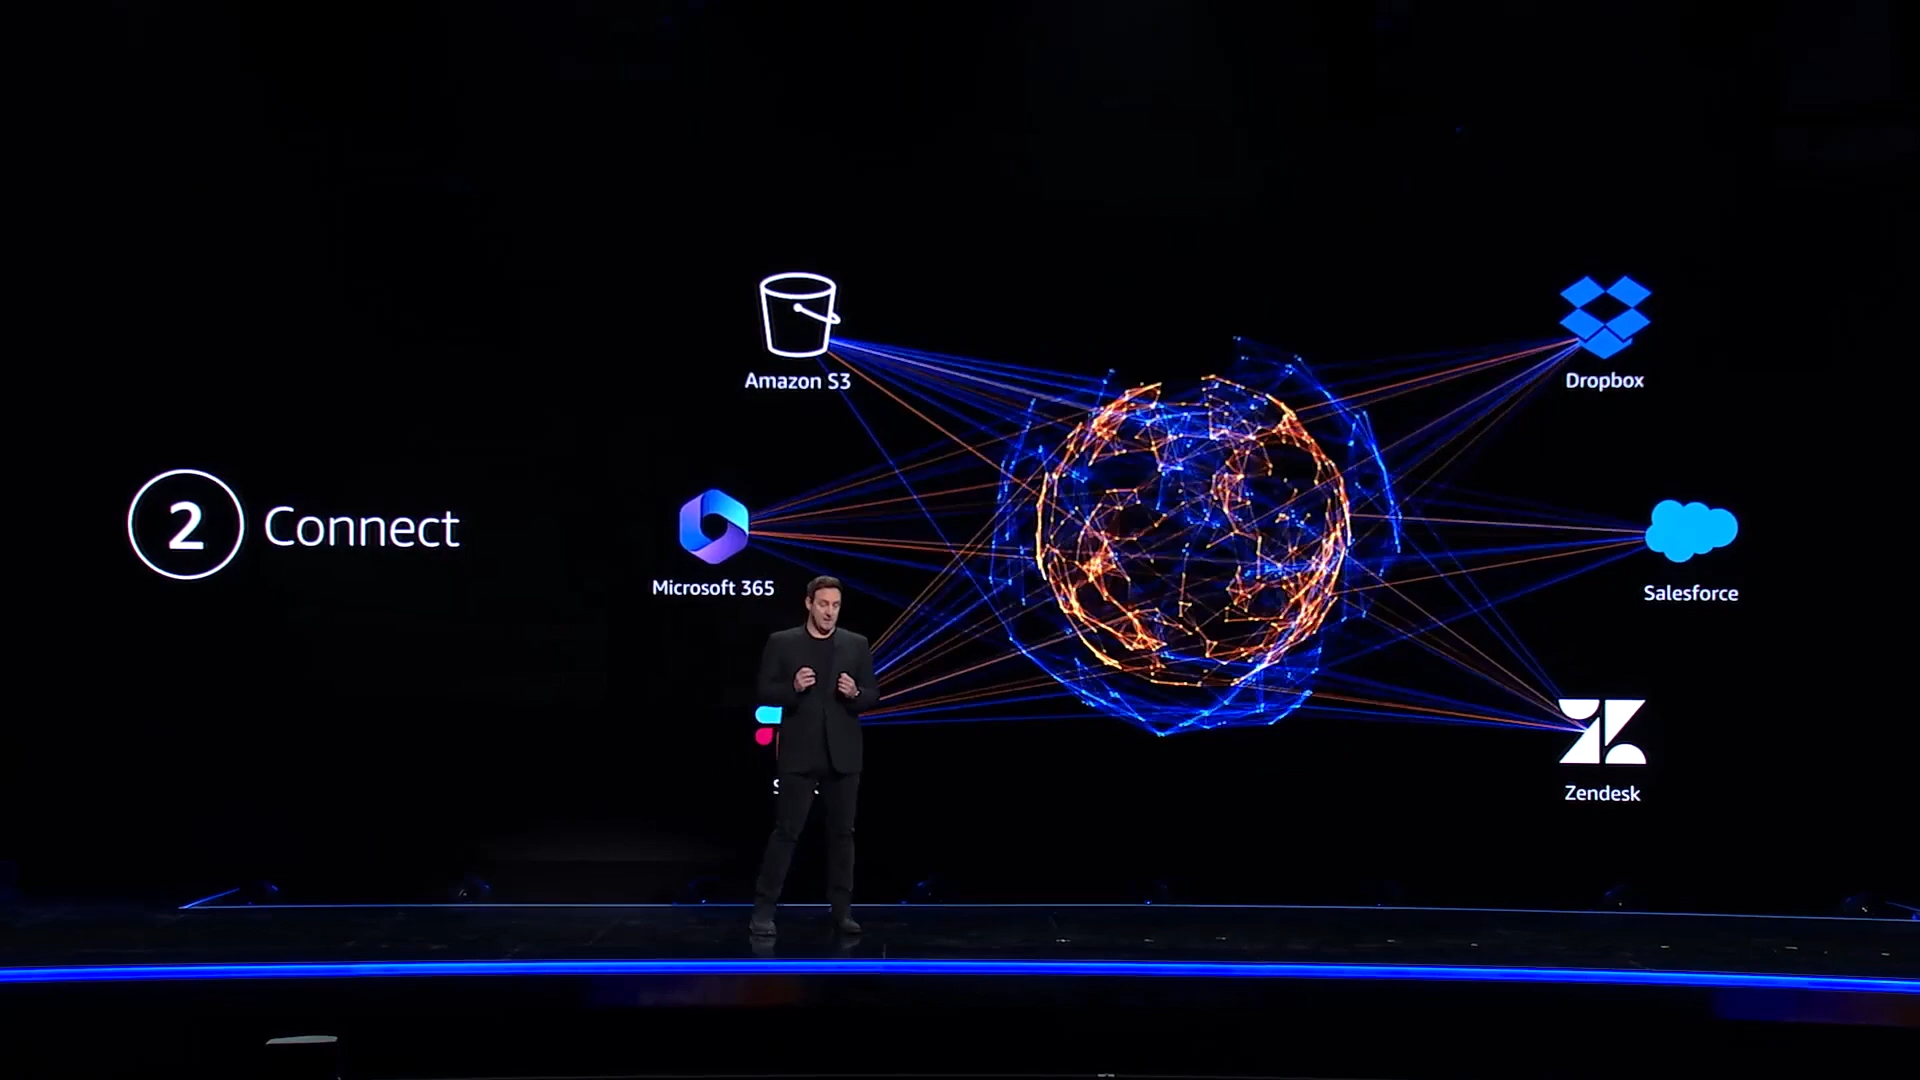 Amazon S3
Dropbox
2 Connect
Microsoft 365
Salesforce
Zendesk